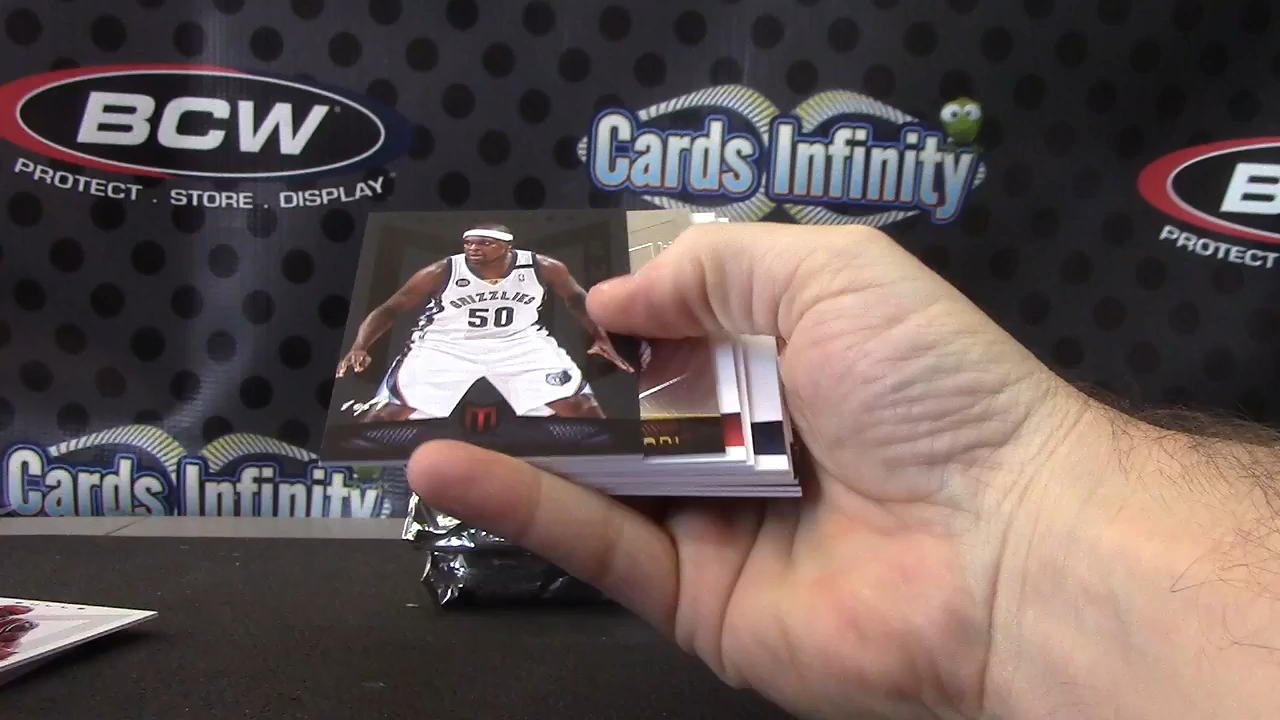 BCW
PROTECT . STORE . DISPLAY
Cards Infinity
B
PROTECT
GRIZZLIES
50
M
Cards Infinity